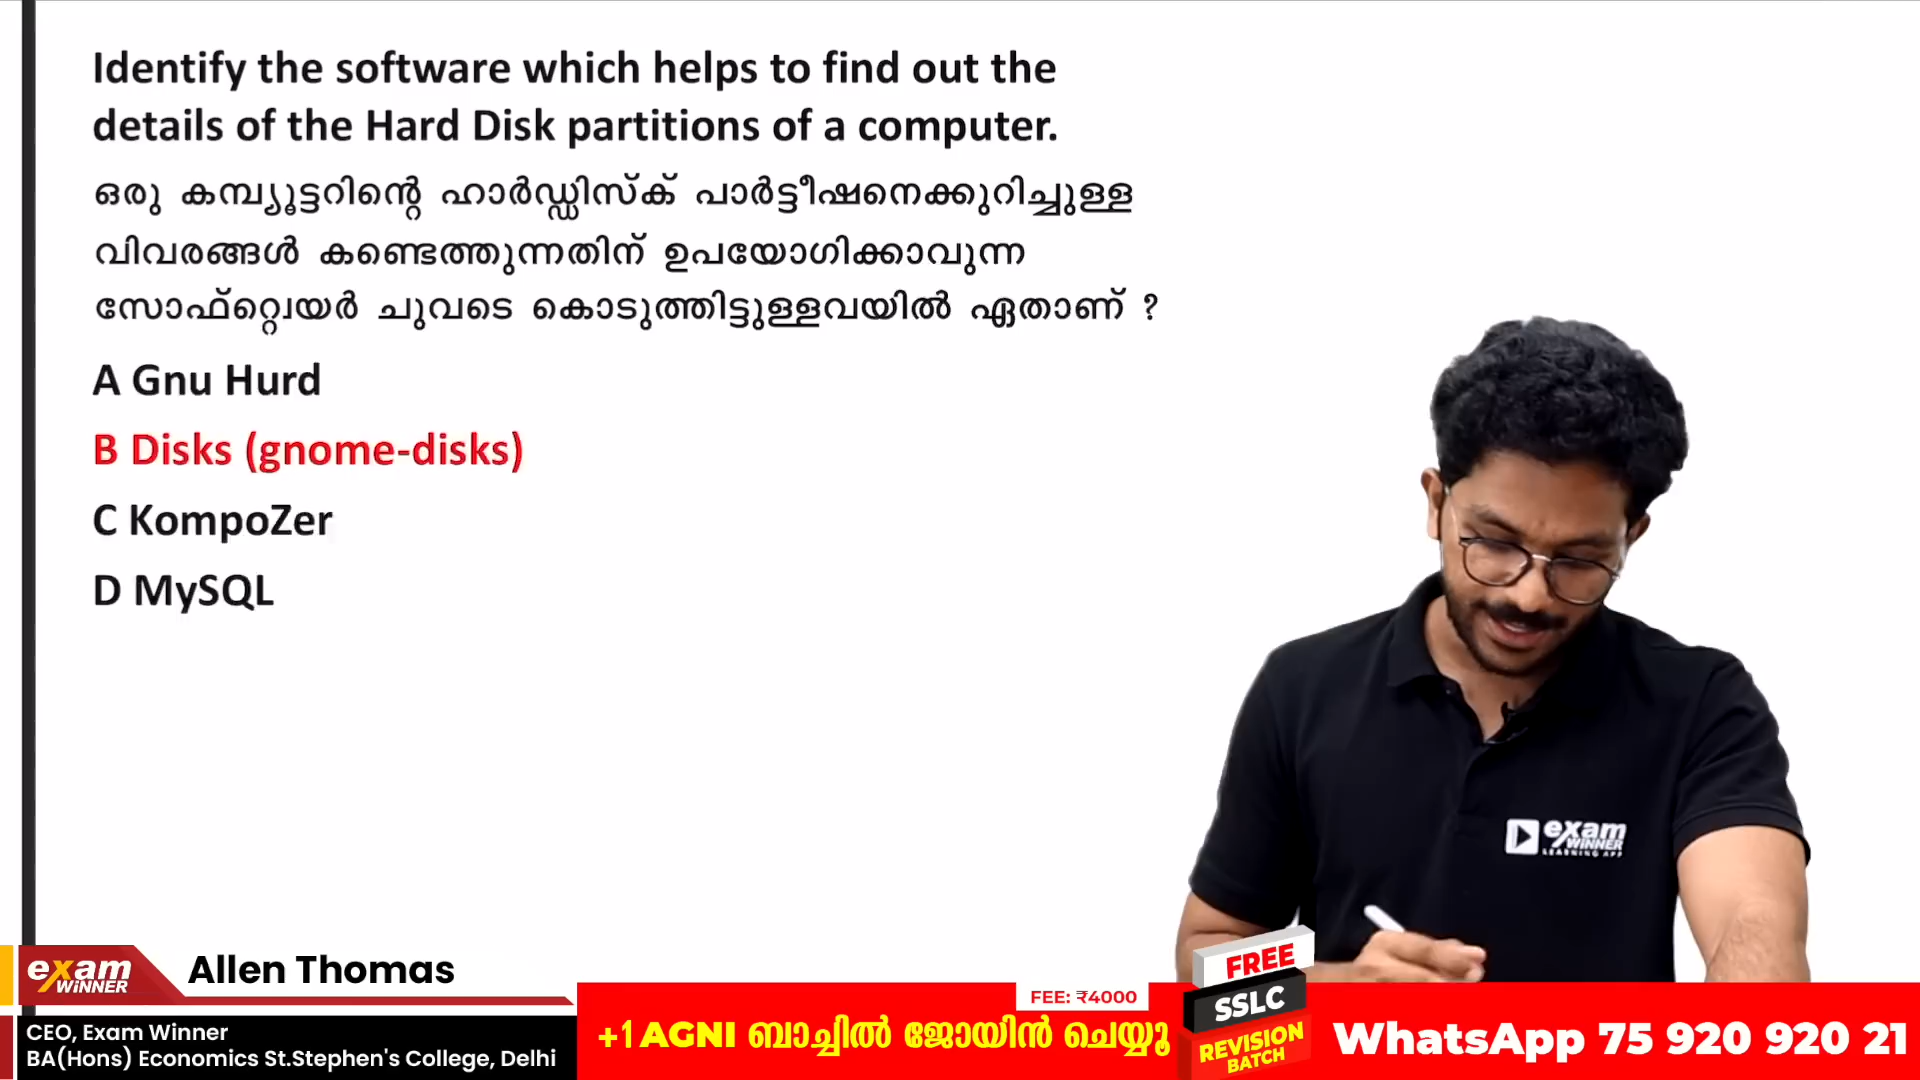 Identify the software which helps to find out the
details of the Hard Disk partitions of a computer.
ഒരു കമ്പ്യൂട്ടറിന്റെ ഹാർഡ്ഡിസ്ക് പാർട്ടീഷനെക്കുറിച്ചുള്ള
വിവരങ്ങൾ കണ്ടെത്തുന്നതിന് ഉപയോഗിക്കാവുന്ന
സോഫ്റ്റ്വെയർ ചുവടെ കൊടുത്തിട്ടുള്ളവയിൽ ഏതാണ് ?
A Gnu Hurd
B Disks (gnome-disks)
C KompoZer
D MySQL
exam
WINNER
LEARNING APP
exam
WINNER
Allen Thomas
CEO, Exam Winner
BA(Hons) Economics St.Stephen's College, Delhi
FEE: ₹4000
+1 AGNI ബാച്ചിൽ ജോയിൻ ചെയ്യൂ
FREE
SSLC
REVISION
BATCH
WhatsApp 75 920 920 21